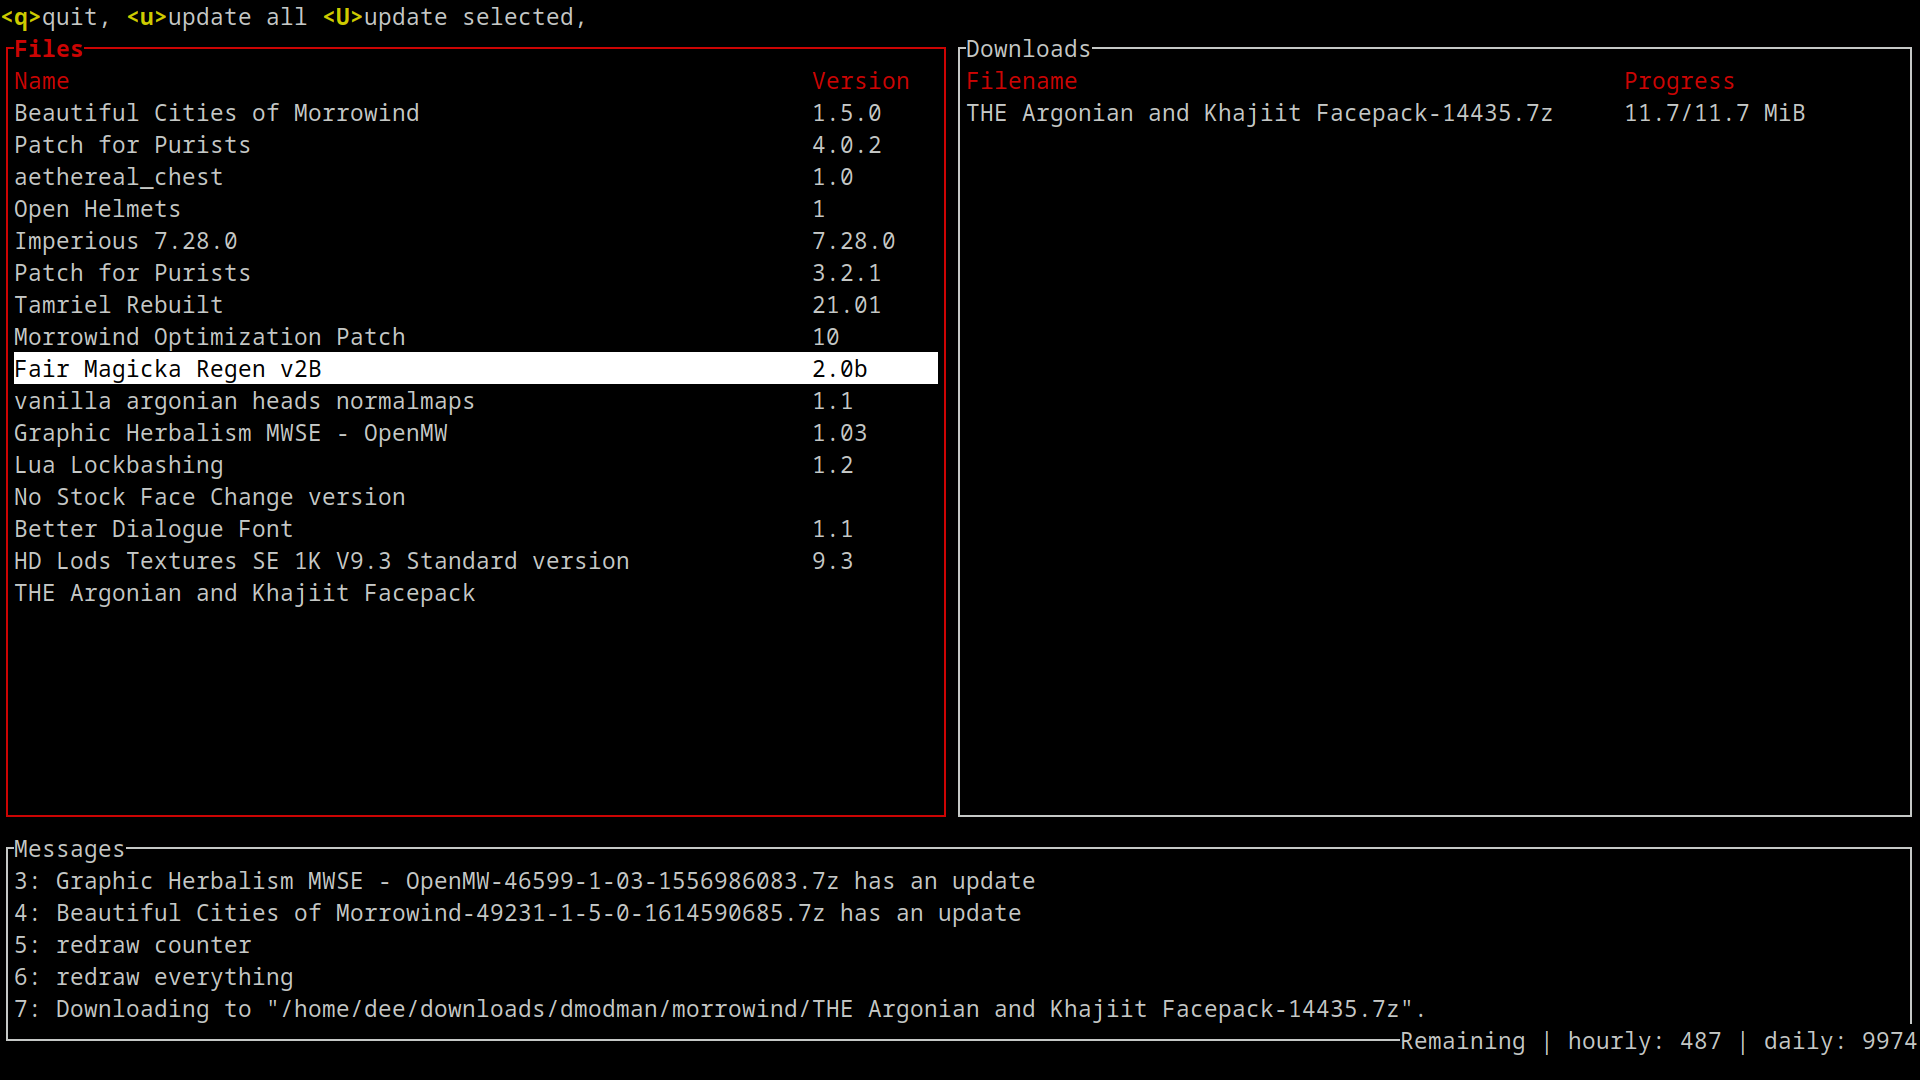 <q>quit, <u>update all <U>update selected,
Files
Name Version
Beautiful Cities of Morrowind 1.5.0
Patch for Purists 4.0.2
aethereal_chest 1.0
Open Helmets 1
Imperious 7.28.0 7.28.0
Patch for Purists 3.2.1
Tamriel Rebuilt 21.01
Morrowind Optimization Patch 10
Fair Magicka Regen v2B 2.0b
vanilla argonian heads normalmaps 1.1
Graphic Herbalism MWSE - OpenMW 1.03
Lua Lockbashing 1.2
No Stock Face Change version
Better Dialogue Font 1.1
HD Lods Textures SE 1K V9.3 Standard version 9.3
THE Argonian and Khajiit Facepack
Downloads
Filename Progress
THE Argonian and Khajiit Facepack-14435.7z 11.7/11.7 MiB
Messages
3: Graphic Herbalism MWSE - OpenMW-46599-1-03-1556986083.7z has an update
4: Beautiful Cities of Morrowind-49231-1-5-0-1614590685.7z has an update
5: redraw counter
6: redraw everything
7: Downloading to "/home/dee/downloads/dmodman/morrowind/THE Argonian and Khajiit Facepack-14435.7z".
Remaining | hourly: 487 | daily: 9974